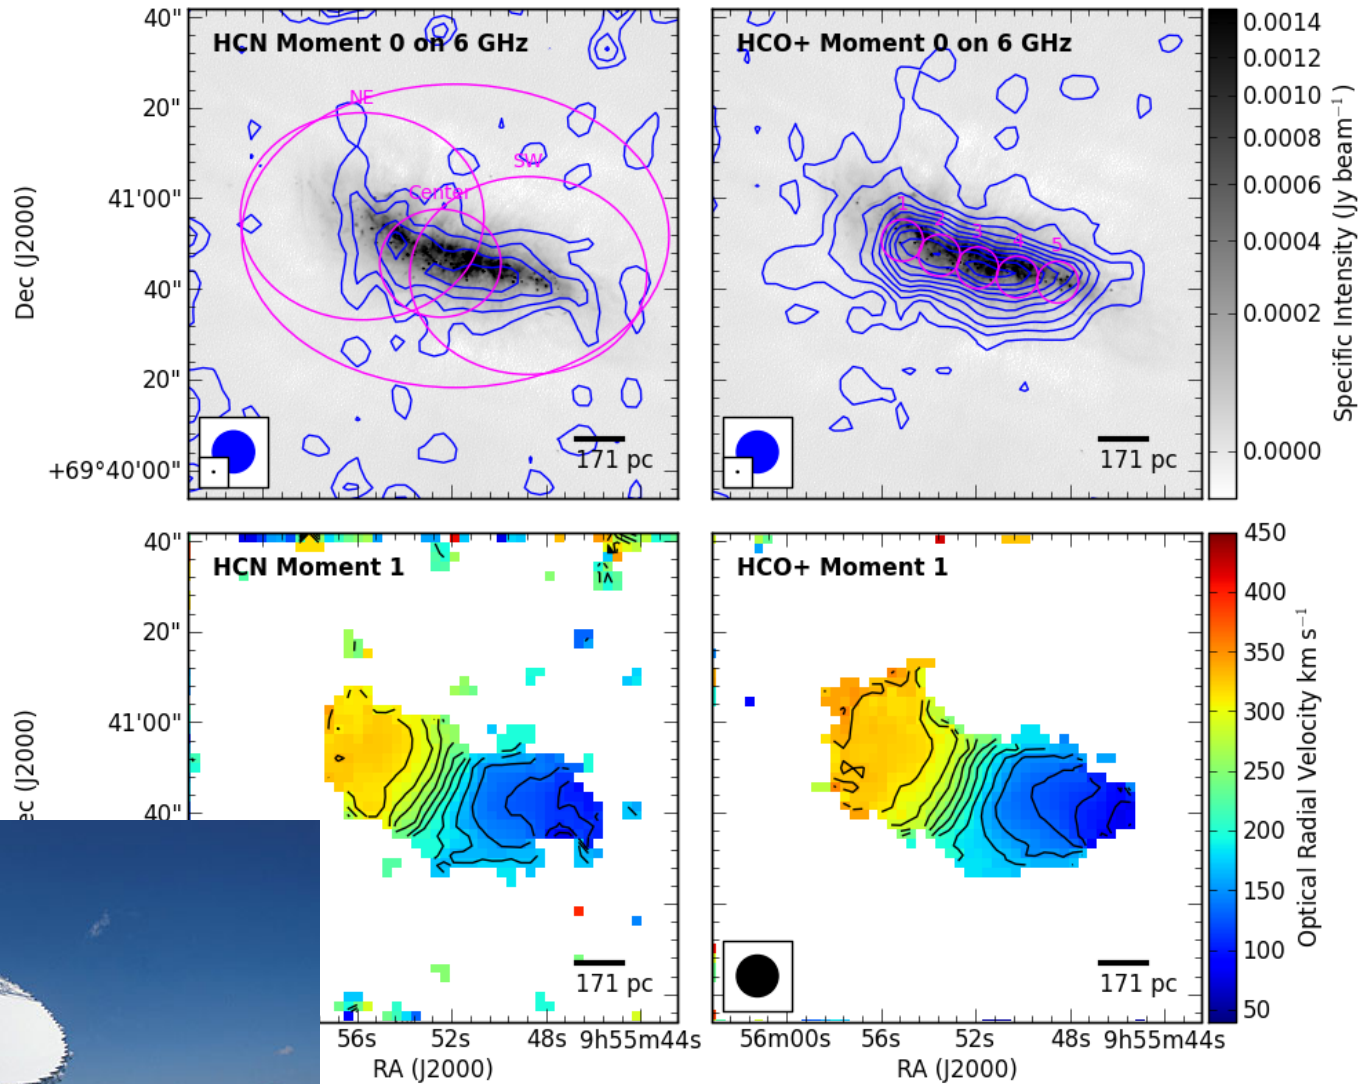 HCN Moment 0 on 6 GHz
HCO+ Moment 0 on 6 GHz
NE
SW
Center
1
2
3
4
5
40"
20"
41°00"
40"
20"
+69°40'00"
Dec (J2000)
171 pc
171 pc
0.0014
0.0012
0.0010
0.0008
0.0006
0.0004
0.0002
0.0000
Specific Intensity (Jy beam⁻¹)
HCN Moment 1
HCO+ Moment 1
40"
20"
41°00"
40"
ec (J2000)
171 pc
171 pc
56s
52s
48s
9h55m44s
RA (J2000)
56m00s
56s
52s
48s
9h55m44s
RA (J2000)
450
400
350
300
250
200
150
100
50
Optical Radial Velocity km s⁻¹